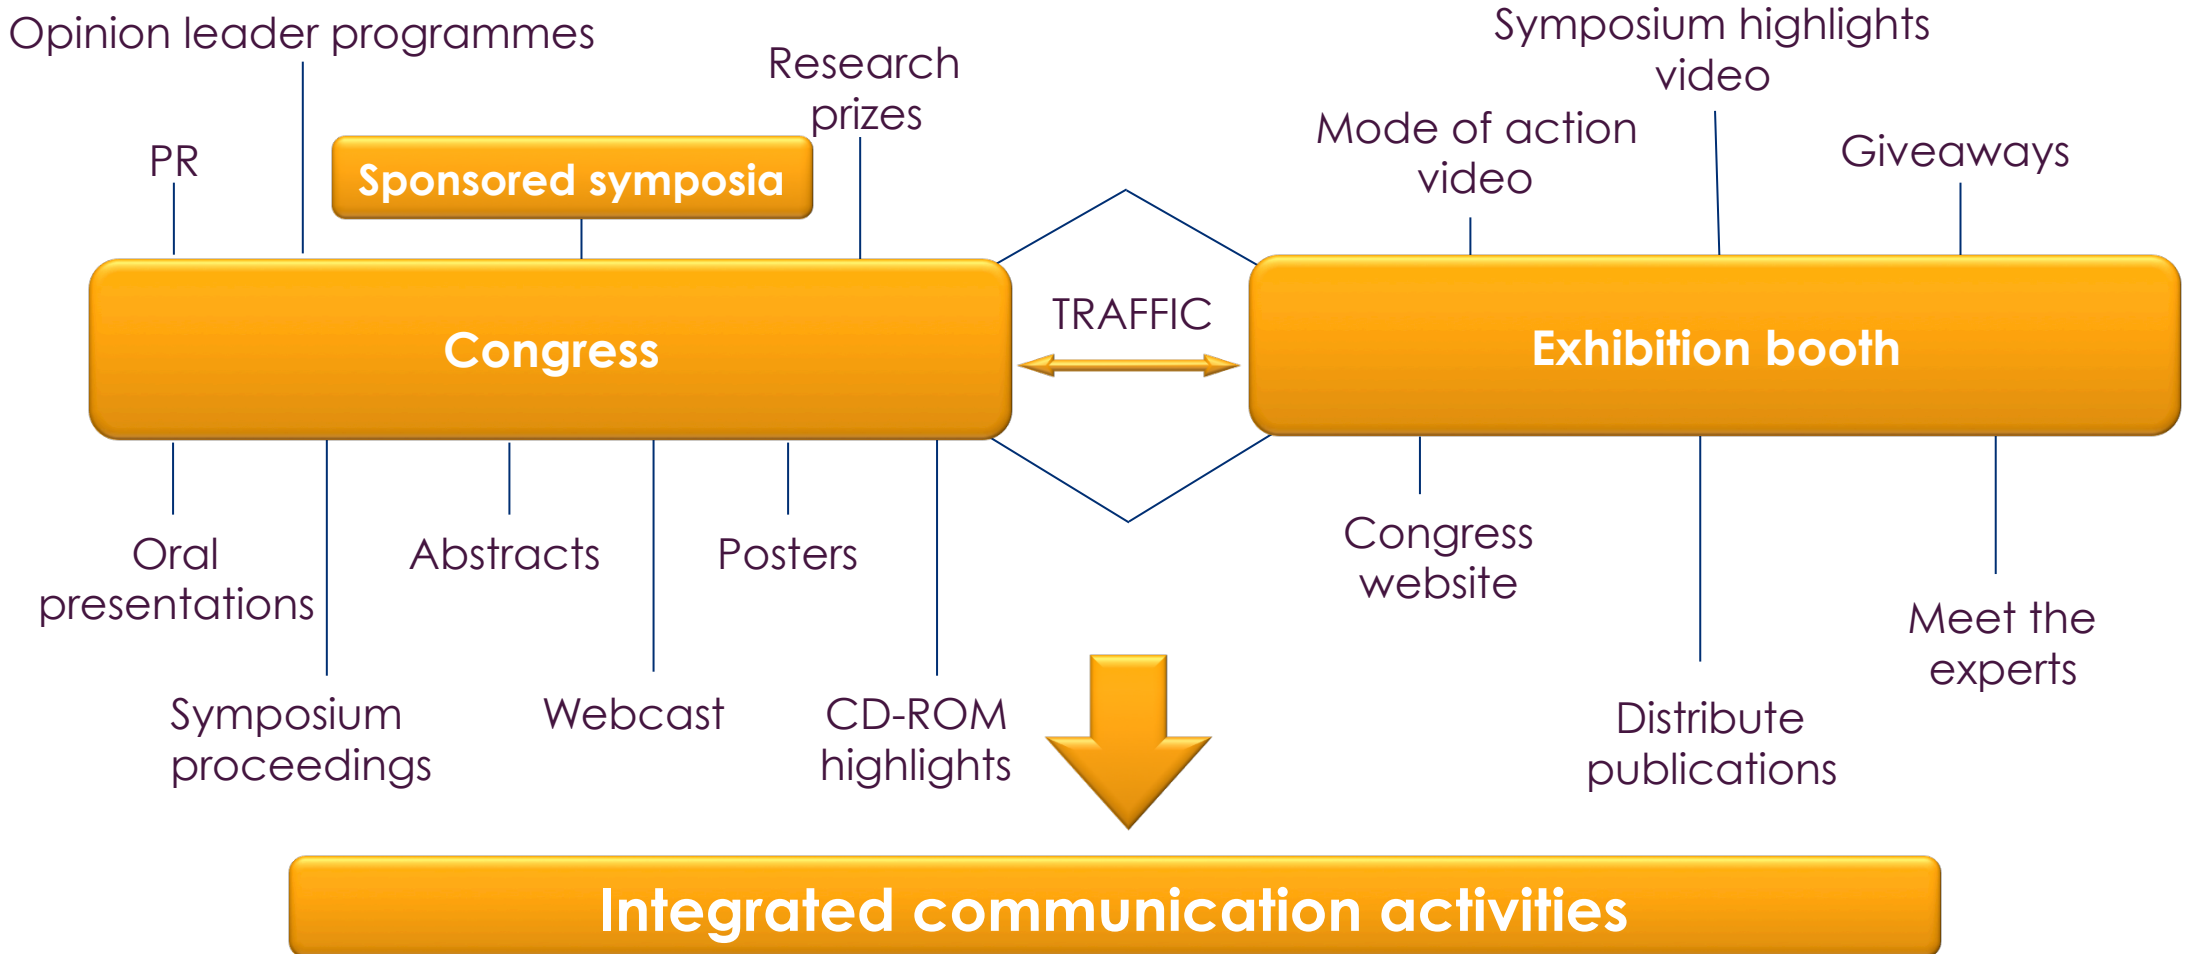 Opinion leader programmes
PR
Sponsored symposia
Research
prizes
Symposium highlights
video
Mode of action
video
Giveaways
Congress
TRAFFIC
Exhibition booth
Oral
presentations
Symposium
proceedings
Abstracts
Webcast
Posters
CD-ROM
highlights
Congress
website
Distribute
publications
Meet the
experts
Integrated communication activities